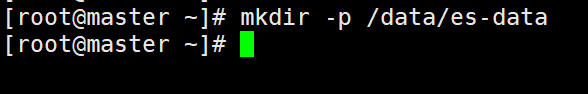 [root@master ~]# mkdir -p /data/es-data
[root@master ~]#